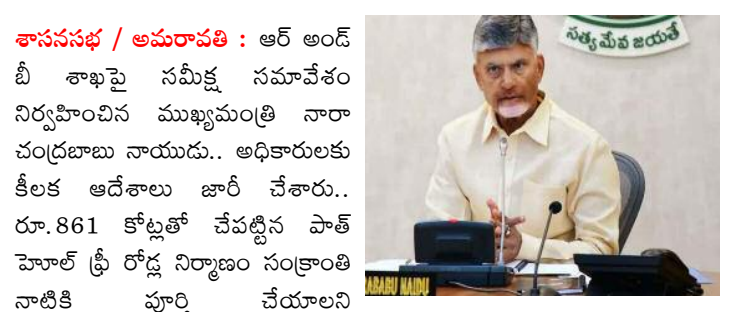 శాసనసభ / అమరావతి : ఆర్ అండ్
బీ శాఖపై సమీక్ష సమావేశం
నిర్వహించిన ముఖ్యమంత్రి నారా
చంద్రబాబు నాయుడు.. అధికారులకు
కీలక ఆదేశాలు జారీ చేశారు..
రూ.861 కోట్లతో చేపట్టిన పాత్
హెూల్ ఫ్రీ రోడ్ల నిర్మాణం సంక్రాంతి
నాటికి పూర్తి చేయాలని
సత్యమేవ జయతే
RABABU NAIDU